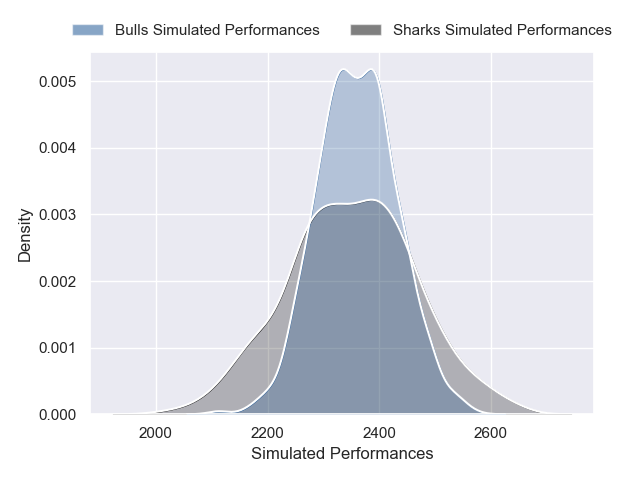 Bulls Simulated Performances
Sharks Simulated Performances
0.005
0.004
0.003
0.002
0.001
0.000
Density
2000
2200
2400
2600
Simulated Performances